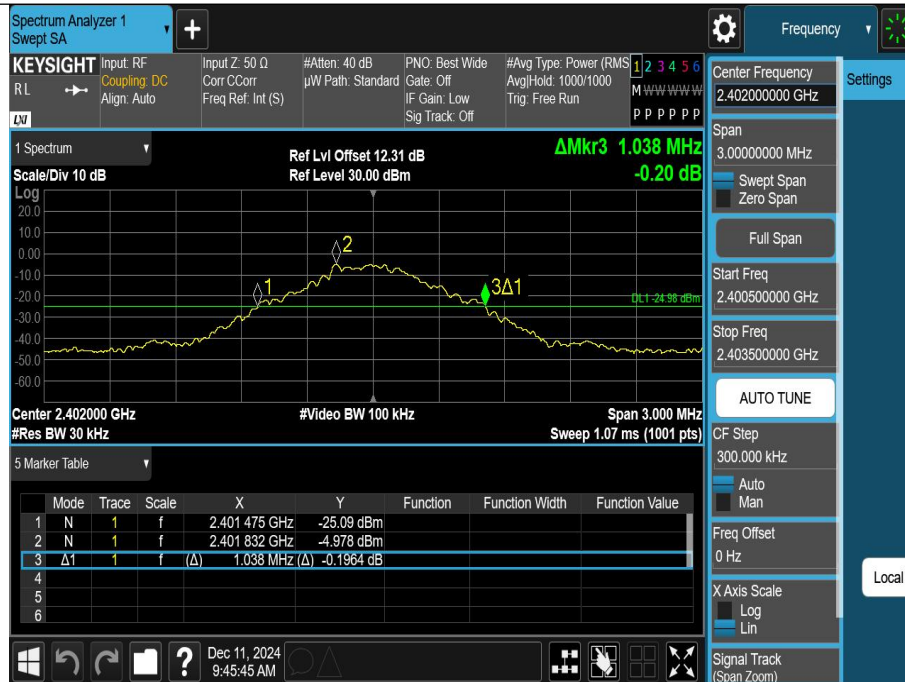 Spectrum Analyzer 1
Swept SA
Frequency
KEYSIGHT
RL
LXI
Input: RF
Coupling: DC
Align: Auto
Input Z: 50 Ω
Corr CCorr
Freq Ref: Int (S)
#Atten: 40 dB
µW Path: Standard
PNO: Best Wide
Gate: Off
IF Gain: Low
Sig Track: Off
#Avg Type: Power (RMS
Avg|Hold: 1000/1000
Trig: Free Run
1 2 3 4 5 6
M W W W W W
P P P P P P
1 Spectrum
Scale/Div 10 dB
Ref Lvl Offset 12.31 dB
Ref Level 30.00 dBm
ΔMkr3 1.038 MHz
-0.20 dB
Log
20.0
10.0
0.00
-10.0
-20.0
-30.0
-40.0
-50.0
-60.0
1
2
3Δ1
DL1 -24.98 dBm
Center 2.402000 GHz
#Res BW 30 kHz
#Video BW 100 kHz
Span 3.000 MHz
Sweep 1.07 ms (1001 pts)
5 Marker Table
Mode Trace Scale X Y Function Function Width Function Value
1 N 1 f 2.401 475 GHz -25.09 dBm
2 N 1 f 2.401 832 GHz -4.978 dBm
3 Δ1 1 f (Δ) 1.038 MHz (Δ) -0.1964 dB
4
5
6
?
Dec 11, 2024
9:45:45 AM
Center Frequency
2.402000000 GHz
Span
3.00000000 MHz
Swept Span
Zero Span
Full Span
Start Freq
2.400500000 GHz
Stop Freq
2.403500000 GHz
AUTO TUNE
CF Step
300.000 kHz
Auto
Man
Freq Offset
0 Hz
X Axis Scale
Log
Lin
Signal Track
(Span Zoom)
Settings
Local